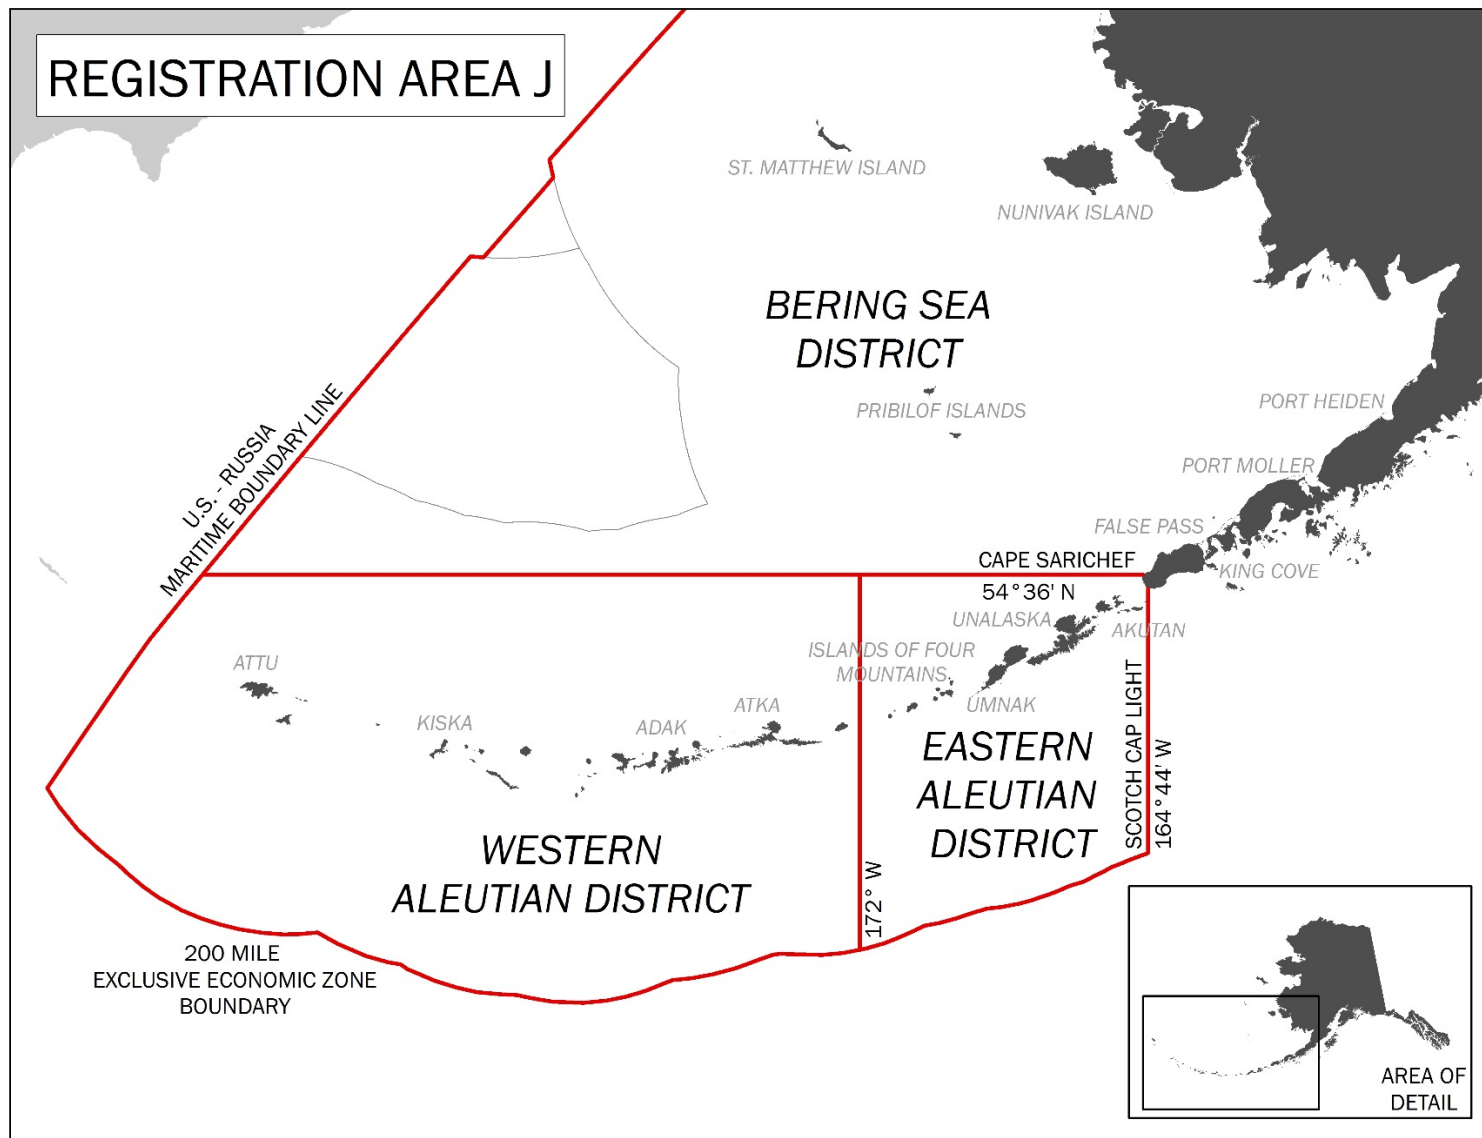 REGISTRATION AREA J
ST. MATTHEW ISLAND
NUNIVAK ISLAND
BERING SEA
DISTRICT
PRIBILOF ISLANDS
PORT HEIDEN
PORT MOLLER
FALSE PASS
KING COVE
U.S. - RUSSIA
MARITIME BOUNDARY LINE
CAPE SARICHEF
54°36' N
UNALASKA
AKUTAN
ISLANDS OF FOUR
MOUNTAINS
UMNAK
ATTU
KISKA
ADAK
ATKA
EASTERN
ALEUTIAN
DISTRICT
SCOTCH CAP LIGHT
164°44' W
WESTERN
ALEUTIAN DISTRICT
172° W
200 MILE
EXCLUSIVE ECONOMIC ZONE
BOUNDARY
AREA OF
DETAIL